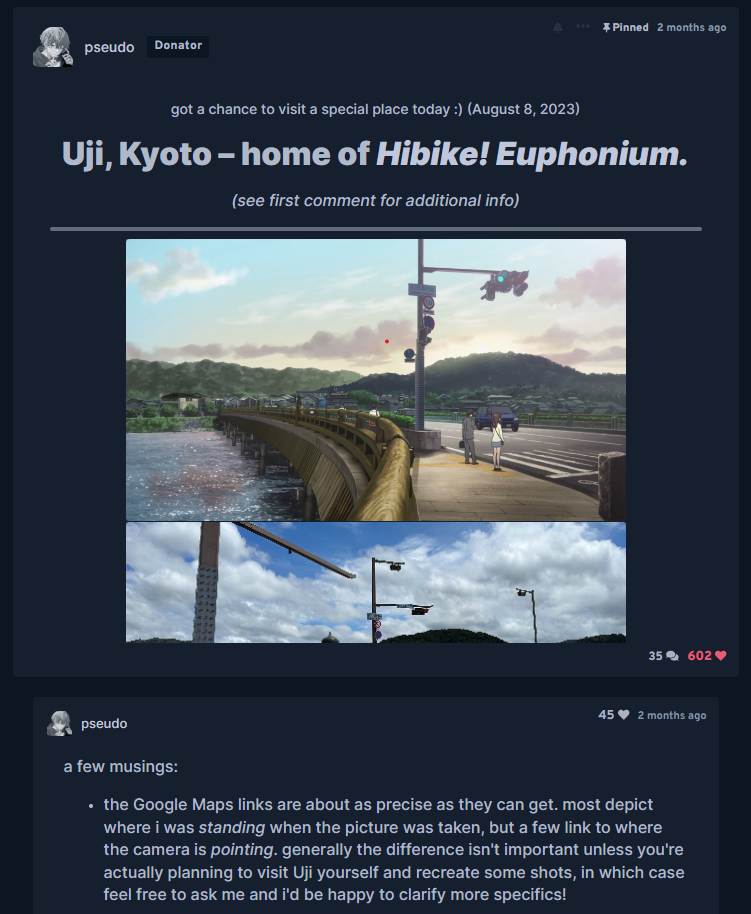 pseudo Donator Pinned 2 months ago
got a chance to visit a special place today :) (August 8, 2023)
Uji, Kyoto – home of Hibike! Euphonium.
(see first comment for additional info)
35 602
pseudo 45 2 months ago
a few musings:
• the Google Maps links are about as precise as they can get. most depict
where i was standing when the picture was taken, but a few link to where
the camera is pointing. generally the difference isn't important unless you're
actually planning to visit Uji yourself and recreate some shots, in which case
feel free to ask me and i'd be happy to clarify more specifics!